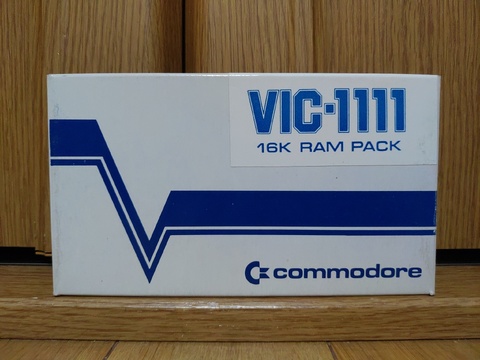 VIC-1111
16K RAM PACK
commodore